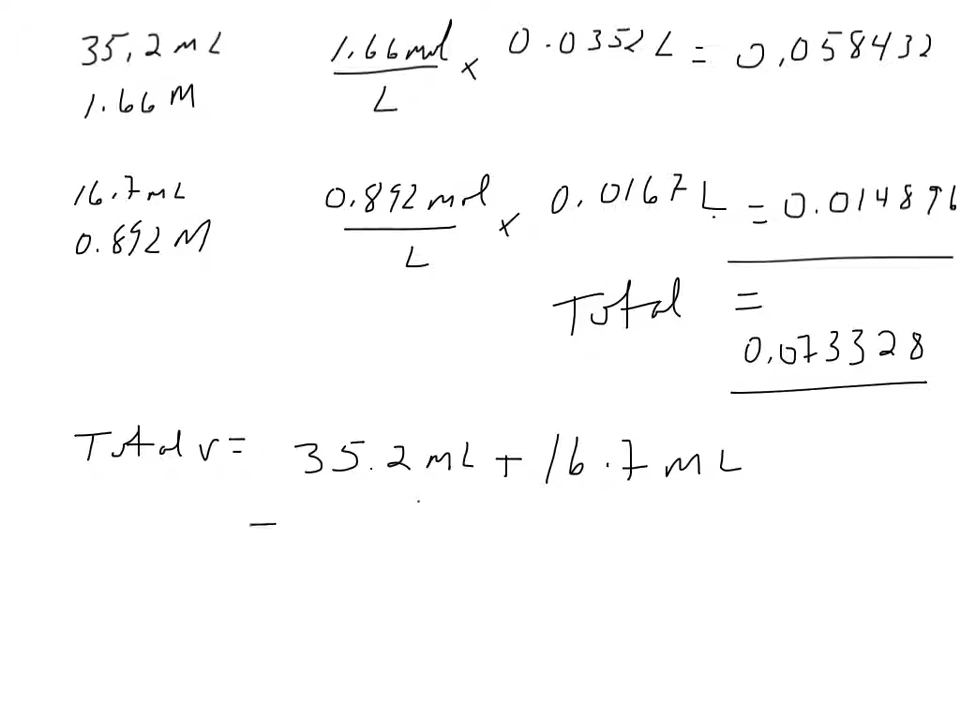 35.2 mL 1.66 mol/L × 0.0352 L = 0.058432
1.66 M
16.7 mL 0.892 mol/L × 0.0167 L = 0.014896
0.892 M
Total =
0.073328
Total v = 35.2 mL + 16.7 mL
=